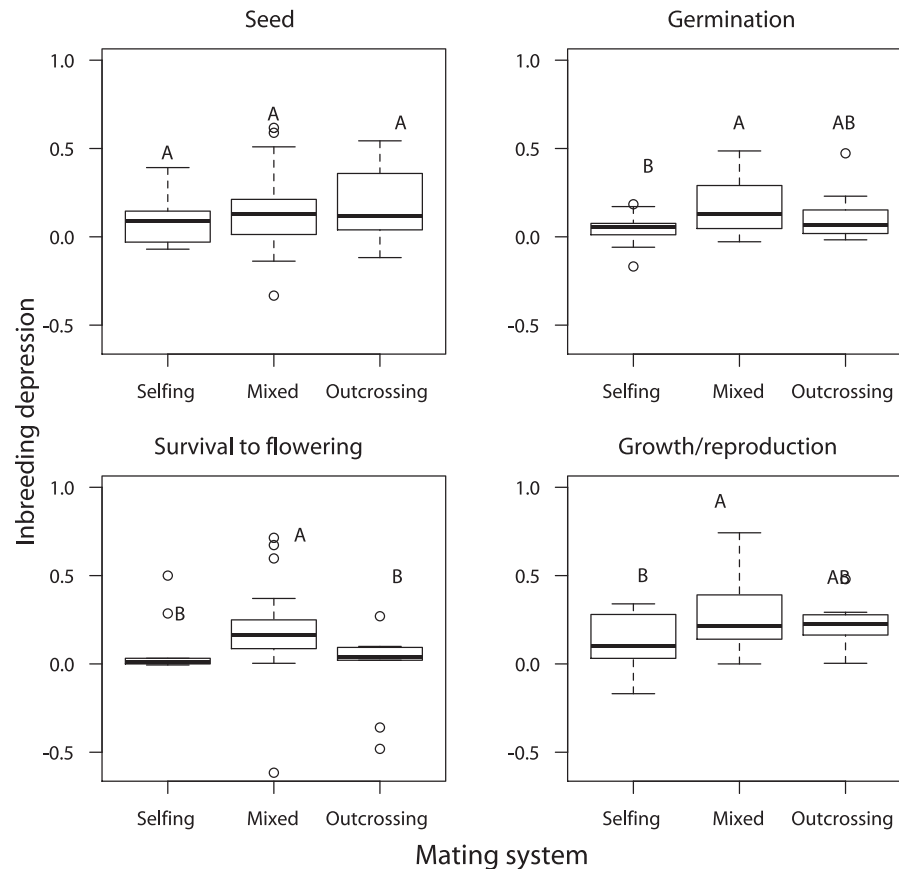 Seed
Germination
1.0
0.5
0.0
-0.5
A
A
A
Selfing
Mixed
Outcrossing
1.0
0.5
0.0
-0.5
B
A
AB
Selfing
Mixed
Outcrossing
Inbreeding depression
Survival to flowering
Growth/reproduction
1.0
0.5
0.0
-0.5
B
A
B
Selfing
Mixed
Outcrossing
1.0
0.5
0.0
-0.5
B
A
AB
Selfing
Mixed
Outcrossing
Mating system